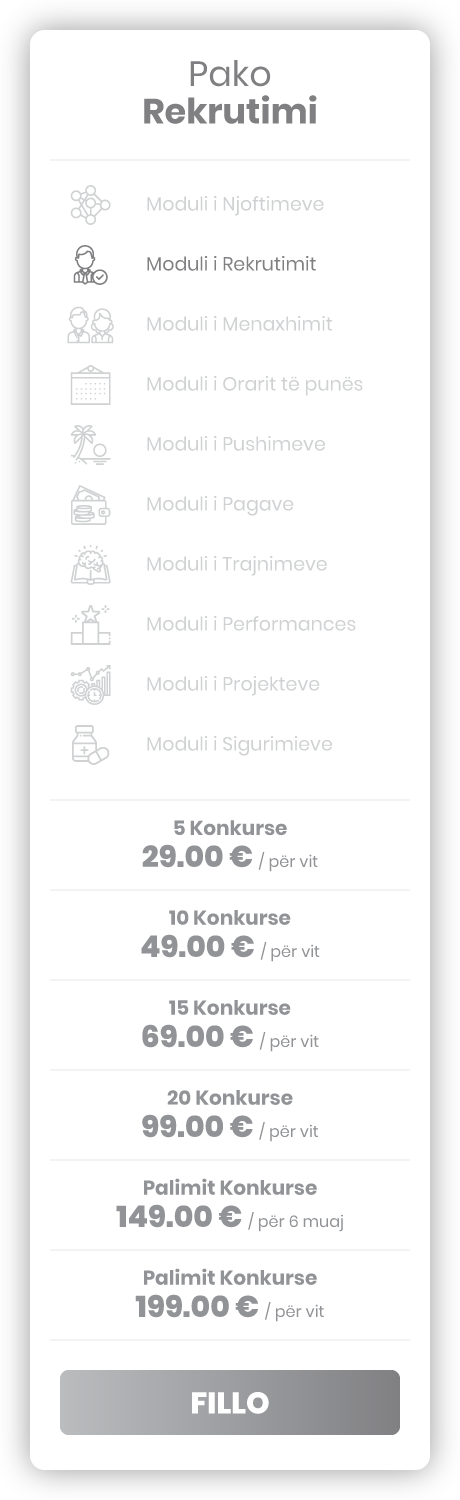 Pako
Rekrutimi
Moduli i Njoftimeve
Moduli i Rekrutimit
Moduli i Menaxhimit
Moduli i Orarit të punës
Moduli i Pushimeve
Moduli i Pagave
Moduli i Trajnimeve
Moduli i Performances
Moduli i Projekteve
Moduli i Sigurimieve
5 Konkurse
29.00 € / për vit
10 Konkurse
49.00 € / për vit
15 Konkurse
69.00 € / për vit
20 Konkurse
99.00 € / për vit
Palimit Konkurse
149.00 € / për 6 muaj
Palimit Konkurse
199.00 € / për vit
FILLO